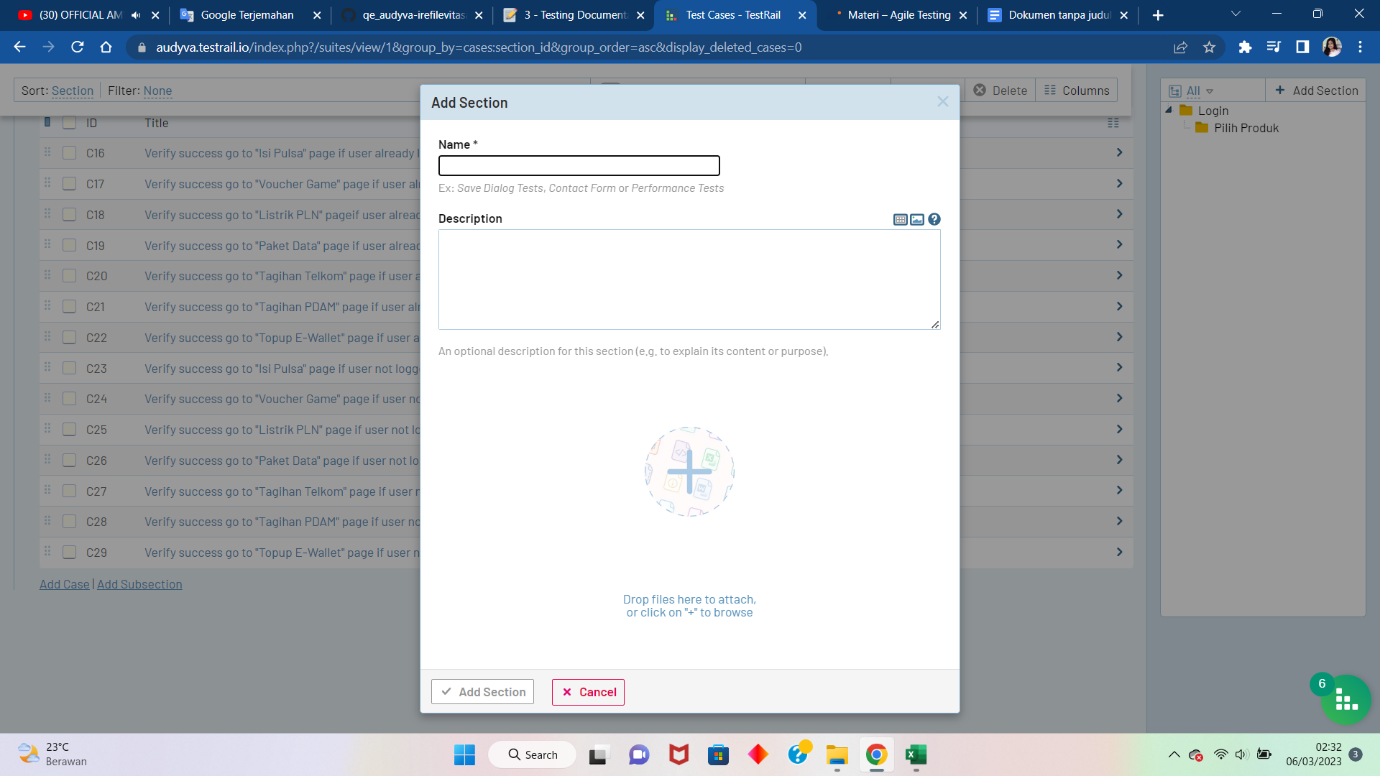 (30) OFFICIAL AM
Google Terjemahan
qe_audyva-irefilevitas
3 - Testing Documenta
Test Cases - TestRail
Materi – Agile Testing
Dokumen tanpa judul
audyva.testrail.io/index.php?/suites/view/1&group_by=cases:section_id&group_order=asc&display_deleted_cases=0
Sort: Section Filter: None
Delete
Columns
All
Add Section
ID Title
C16 Verify success go to "Isi Pulsa" page if user already l
C17 Verify success go to "Voucher Game" page if user al
C18 Verify success go to "Listrik PLN" pageif user alread
C19 Verify success go to "Paket Data" page if user alread
C20 Verify success go to "Tagihan Telkom" page if user a
C21 Verify success go to "Tagihan PDAM" page if user al
C22 Verify success go to "Topup E-Wallet" page if user a
C23 Verify success go to "Isi Pulsa" page if user not logg
C24 Verify success go to "Voucher Game" page if user no
C25 Verify success go to "Listrik PLN" page if user not lo
C26 Verify success go to "Paket Data" page if user not lo
C27 Verify success go to "Tagihan Telkom" page if user n
C28 Verify success go to "Tagihan PDAM" page if user no
C29 Verify success go to "Topup E-Wallet" page if user n
Add Case | Add Subsection
Add Section
Name *
Ex: Save Dialog Tests, Contact Form or Performance Tests
Description
An optional description for this section (e.g. to explain its content or purpose).
Drop files here to attach,
or click on "+" to browse
Add Section
Cancel
Login
Pilih Produk
6
23°C
Berawan
Search
02:32
06/03/2023
3